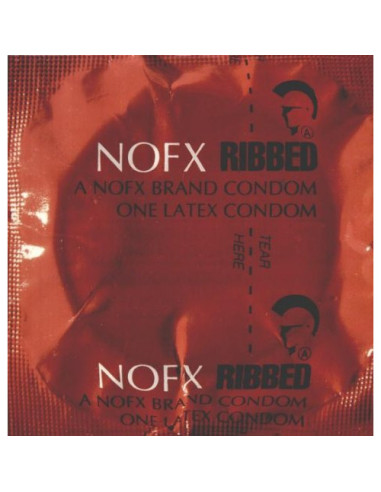 Ⓐ
NOFX RIBBED
A NOFX BRAND CONDOM
ONE LATEX CONDOM
TEAR
HERE
Ⓐ
NOFX RIBBED
A NOFX BRAND CONDOM
ONE LATEX CONDOM